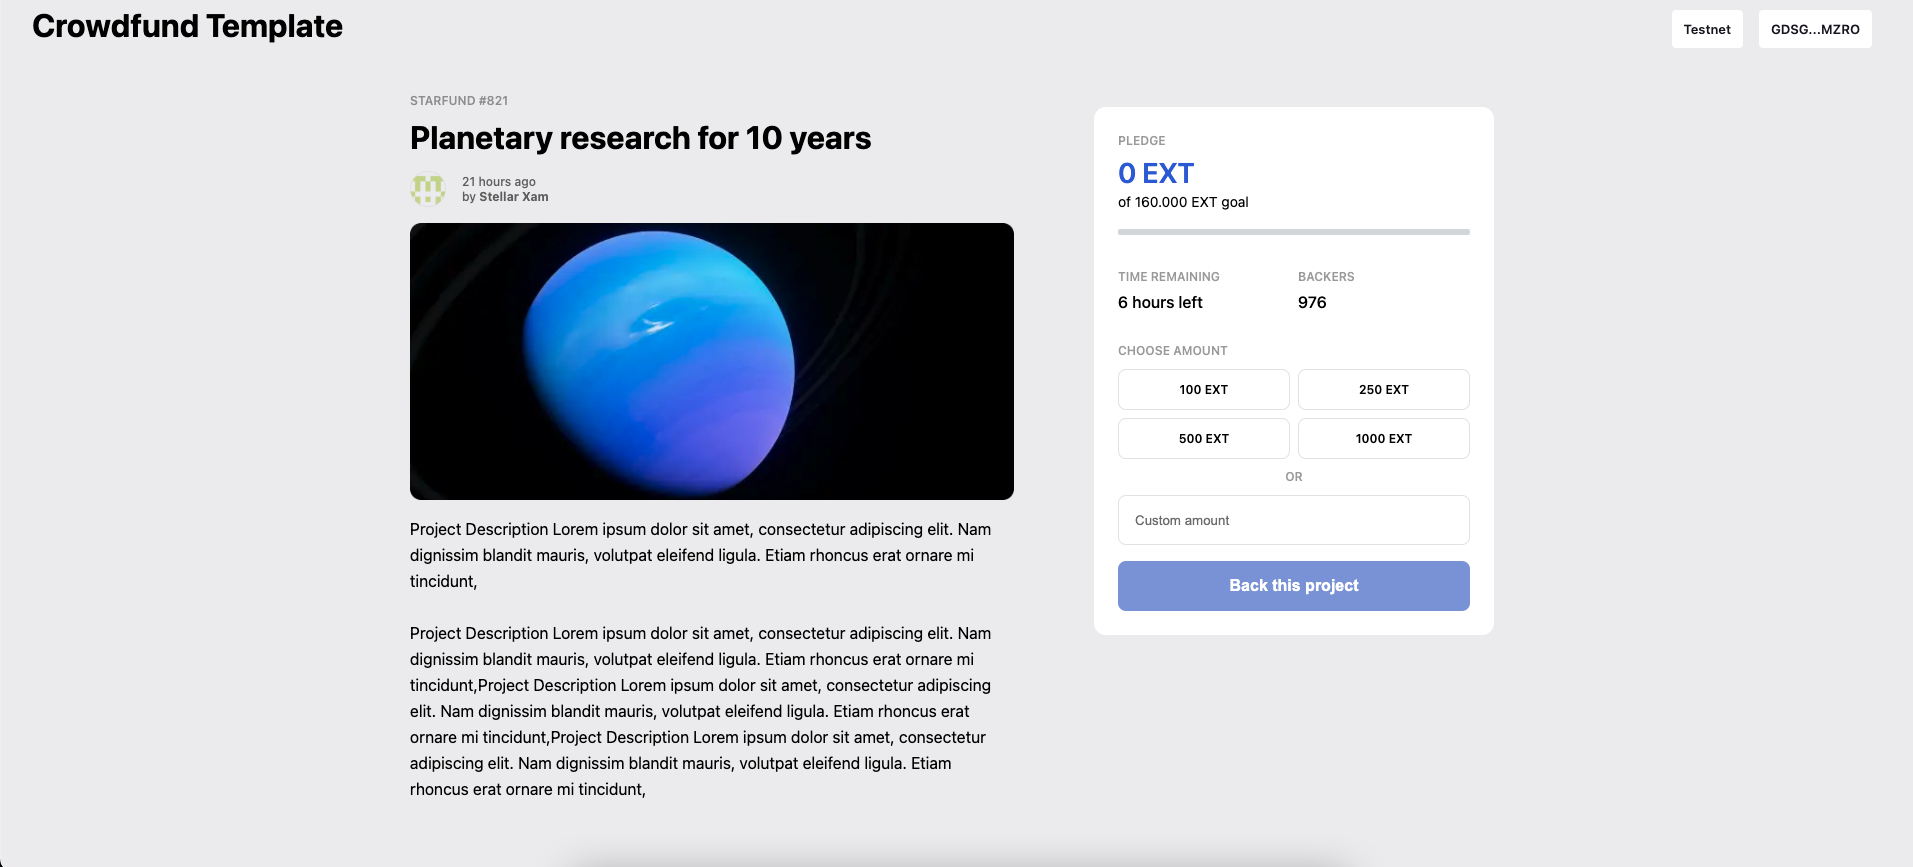 Crowdfund Template
Testnet
GDSG...MZRO
STARFUND #821
Planetary research for 10 years
21 hours ago
by Stellar Xam
Project Description Lorem ipsum dolor sit amet, consectetur adipiscing elit. Nam
dignissim blandit mauris, volutpat eleifend ligula. Etiam rhoncus erat ornare mi
tincidunt,
Project Description Lorem ipsum dolor sit amet, consectetur adipiscing elit. Nam
dignissim blandit mauris, volutpat eleifend ligula. Etiam rhoncus erat ornare mi
tincidunt,Project Description Lorem ipsum dolor sit amet, consectetur adipiscing
elit. Nam dignissim blandit mauris, volutpat eleifend ligula. Etiam rhoncus erat
ornare mi tincidunt,Project Description Lorem ipsum dolor sit amet, consectetur
adipiscing elit. Nam dignissim blandit mauris, volutpat eleifend ligula. Etiam
rhoncus erat ornare mi tincidunt,
PLEDGE
0 EXT
of 160.000 EXT goal
TIME REMAINING
6 hours left
BACKERS
976
CHOOSE AMOUNT
100 EXT
250 EXT
500 EXT
1000 EXT
OR
Custom amount
Back this project